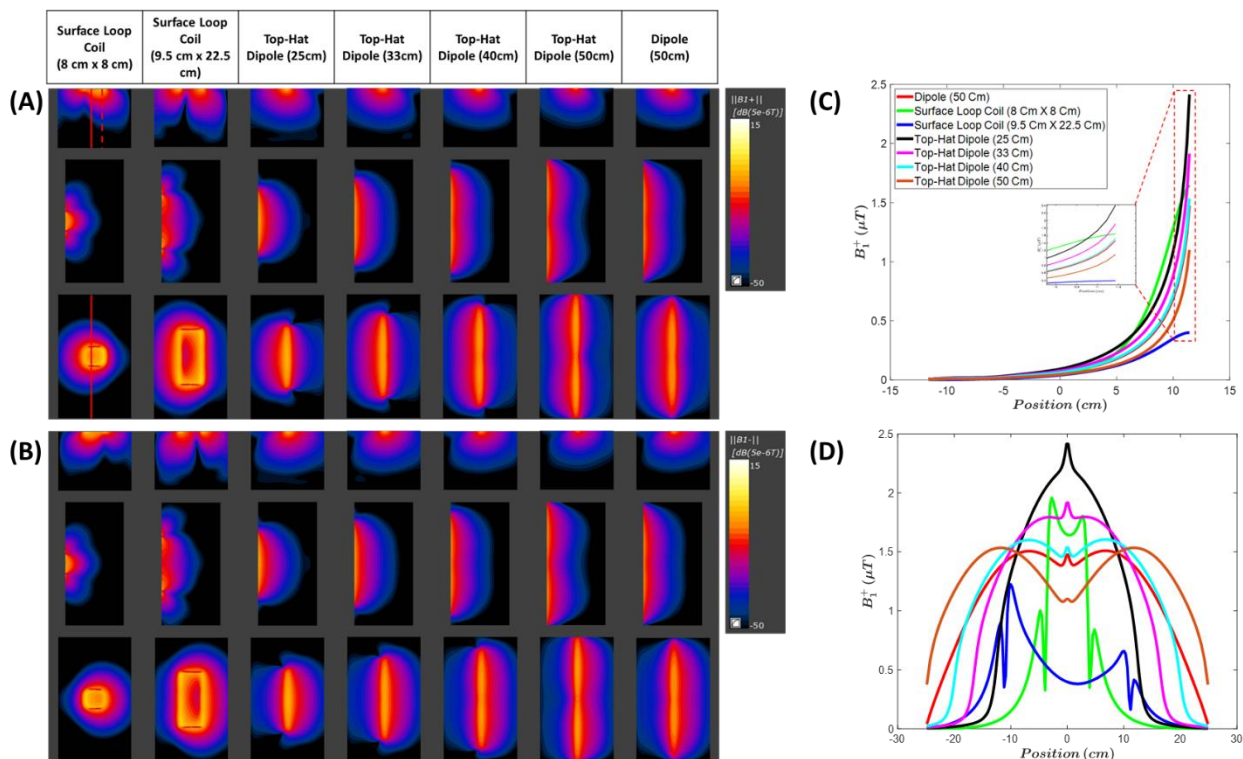 Surface Loop
Coil
(8 cm x 8 cm)
Surface Loop
Coil
(9.5 cm x 22.5
cm)
Top-Hat
Dipole (25cm)
Top-Hat
Dipole (33cm)
Top-Hat
Dipole (40cm)
Top-Hat
Dipole (50cm)
Dipole
(50cm)
(A)
||B1+||
[dB(5e-6T)]
15
-50
(B)
||B1-||
[dB(5e-6T)]
15
-50
(C)
2.5
2
1.5
1
0.5
0
B₁⁺ (μT)
Dipole (50 Cm)
Surface Loop Coil (8 Cm X 8 Cm)
Surface Loop Coil (9.5 Cm X 22.5 Cm)
Top-Hat Dipole (25 Cm)
Top-Hat Dipole (33 Cm)
Top-Hat Dipole (40 Cm)
Top-Hat Dipole (50 Cm)
-15 -10 -5 0 5 10 15
Position (cm)
(D)
2.5
2
1.5
1
0.5
0
B₁⁺ (μT)
-30 -20 -10 0 10 20 30
Position (cm)